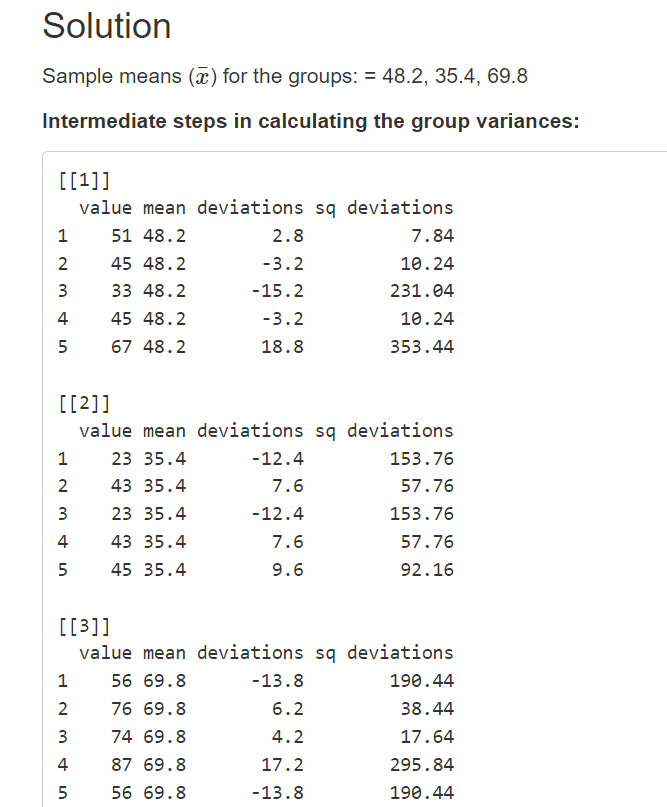 Solution
Sample means (x̅) for the groups: = 48.2, 35.4, 69.8
Intermediate steps in calculating the group variances:
[[1]]
value mean deviations sq deviations
1 51 48.2 2.8 7.84
2 45 48.2 -3.2 10.24
3 33 48.2 -15.2 231.04
4 45 48.2 -3.2 10.24
5 67 48.2 18.8 353.44
[[2]]
value mean deviations sq deviations
1 23 35.4 -12.4 153.76
2 43 35.4 7.6 57.76
3 23 35.4 -12.4 153.76
4 43 35.4 7.6 57.76
5 45 35.4 9.6 92.16
[[3]]
value mean deviations sq deviations
1 56 69.8 -13.8 190.44
2 76 69.8 6.2 38.44
3 74 69.8 4.2 17.64
4 87 69.8 17.2 295.84
5 56 69.8 -13.8 190.44